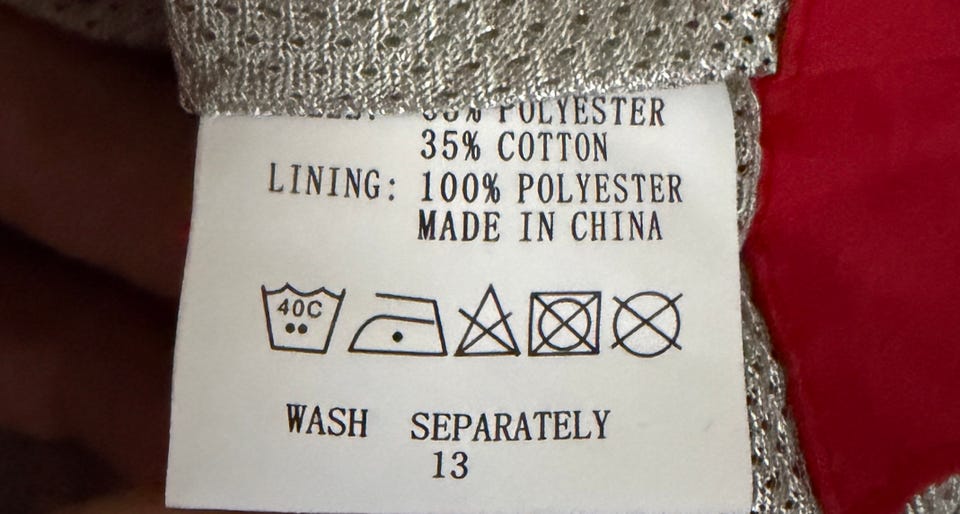 POLYESTER
35% COTTON
LINING: 100% POLYESTER
MADE IN CHINA
40C
WASH SEPARATELY
13